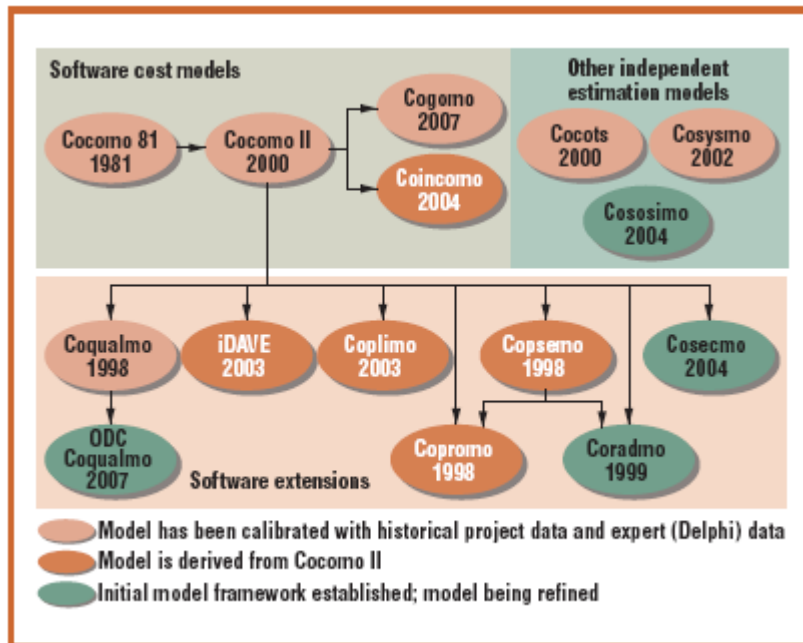 Software cost models
Cocomo 81
1981
Cocomo II
2000
Cogomo
2007
Coincomo
2004
Other independent
estimation models
Cocots
2000
Cosysmo
2002
Cososimo
2004
Coqualmo
1998
iDAVE
2003
Coplimo
2003
Copsemo
1998
Cosecmo
2004
ODC
Coqualmo
2007
Software extensions
Copromo
1998
Coradmo
1999
Model has been calibrated with historical project data and expert (Delphi) data
Model is derived from Cocomo II
Initial model framework established; model being refined